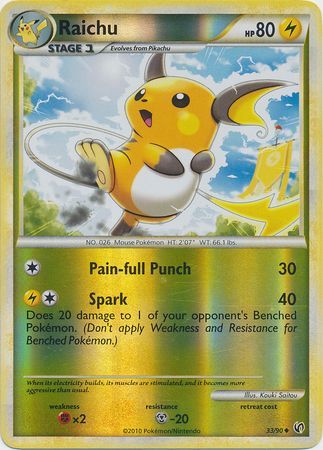 Raichu
HP 80
STAGE 1 Evolves from Pikachu
NO. 026 Mouse Pokémon HT: 2'07" WT: 66.1 lbs.
Pain-full Punch 30
Spark 40
Does 20 damage to 1 of your opponent's Benched
Pokémon. (Don't apply Weakness and Resistance for
Benched Pokémon.)
When its electricity builds, its muscles are stimulated, and it becomes
more aggressive than usual.
Illus. Kouki Saitou
weakness resistance retreat cost
×2 -20
©2010 Pokémon/Nintendo 33/90